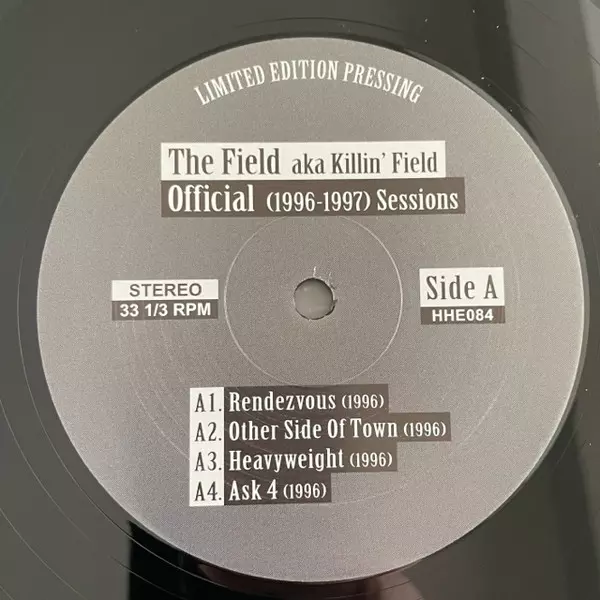 LIMITED EDITION PRESSING
The Field aka Killin' Field
Official (1996-1997) Sessions
STEREO
33 1/3 RPM
Side A
HHE084
A1. Rendezvous (1996)
A2. Other Side Of Town (1996)
A3. Heavyweight (1996)
A4. Ask 4 (1996)